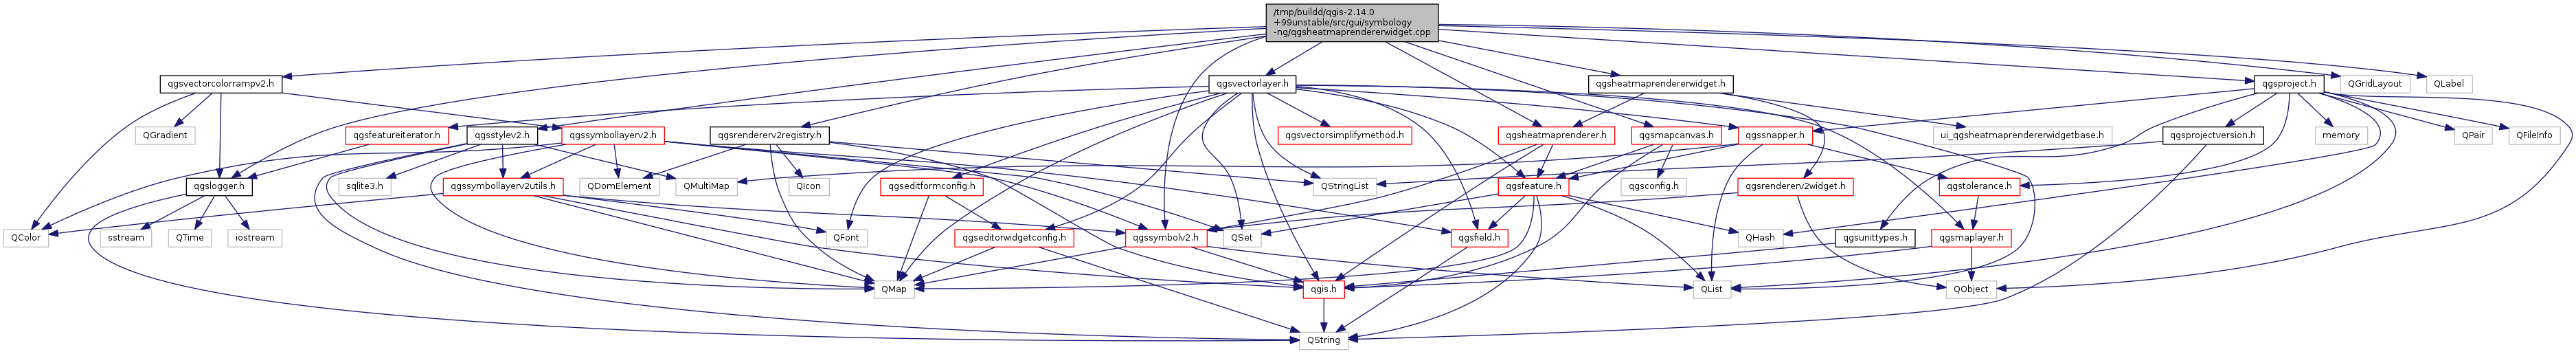 /tmp/buildd/qgis-2.14.0
+99unstable/src/gui/symbology
-ng/qgsheatmaprendererwidget.cpp
qgsvectorcolorrampv2.h
qgsvectorlayer.h
qgsheatmaprendererwidget.h
qgsproject.h
QGridLayout
QLabel
QGradient
qgsfeatureiterator.h
qgsstylev2.h
qgssymbollayerv2.h
qgsrendererv2registry.h
qgsvectorsimplifymethod.h
qgsheatmaprenderer.h
qgsmapcanvas.h
qgssnapper.h
ui_qgsheatmaprendererwidgetbase.h
qgsprojectversion.h
memory
QPair
QFileInfo
qgslogger.h
sqlite3.h
qgssymbollayerv2utils.h
QDomElement
QMultiMap
QIcon
qgseditformconfig.h
QStringList
qgsfeature.h
qgsconfig.h
qgsrendererv2widget.h
qgstolerance.h
QColor
sstream
QTime
iostream
QFont
qgseditorwidgetconfig.h
qgssymbolv2.h
QSet
qgsfield.h
QHash
qgsunittypes.h
qgsmaplayer.h
QMap
qgis.h
QList
QObject
QString